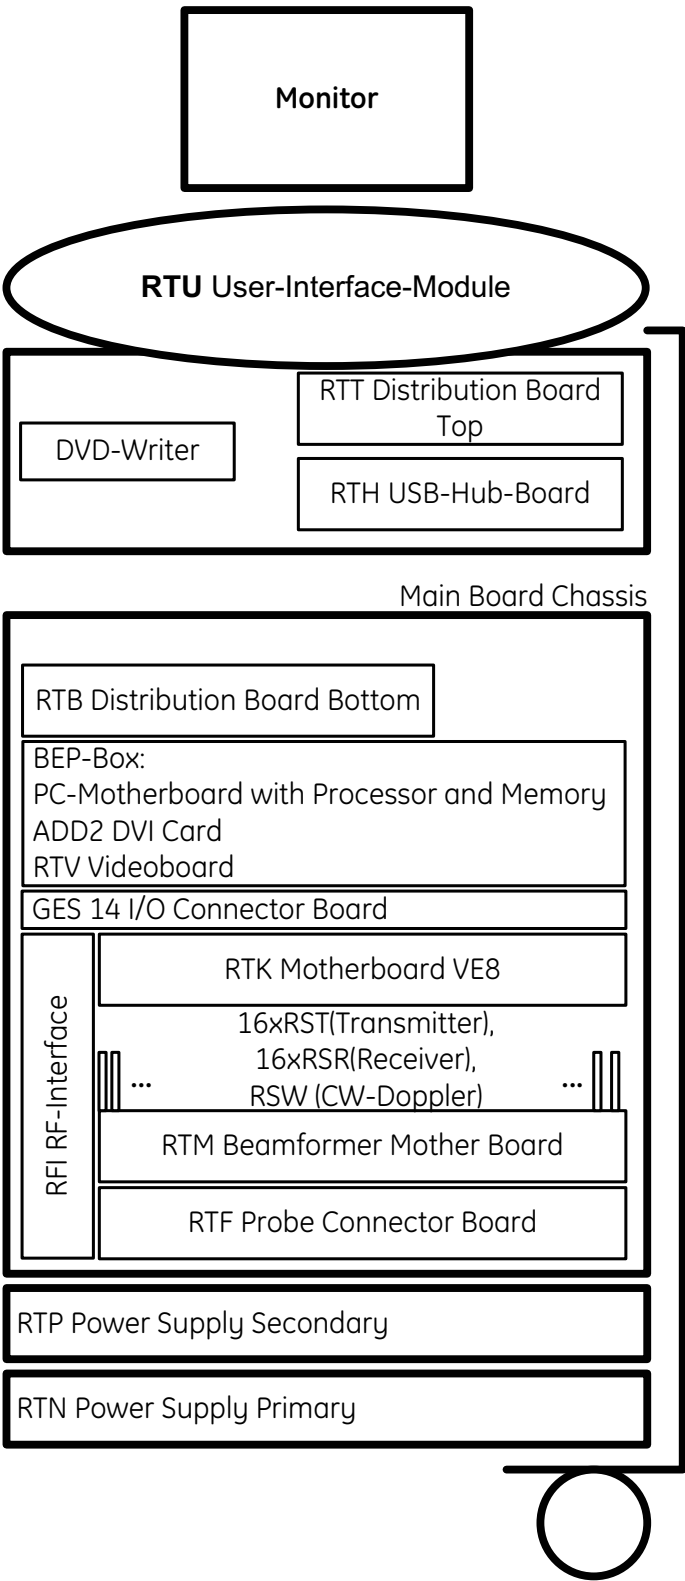 Monitor
RTU User-Interface-Module
RTT Distribution Board
Top
DVD-Writer
RTH USB-Hub-Board
Main Board Chassis
RTB Distribution Board Bottom
BEP-Box:
PC-Motherboard with Processor and Memory
ADD2 DVI Card
RTV Videoboard
GES 14 I/O Connector Board
RFI RF-Interface
RTK Motherboard VE8
16xRST(Transmitter),
16xRSR(Receiver),
... RSW (CW-Doppler) ...
RTM Beamformer Mother Board
RTF Probe Connector Board
RTP Power Supply Secondary
RTN Power Supply Primary